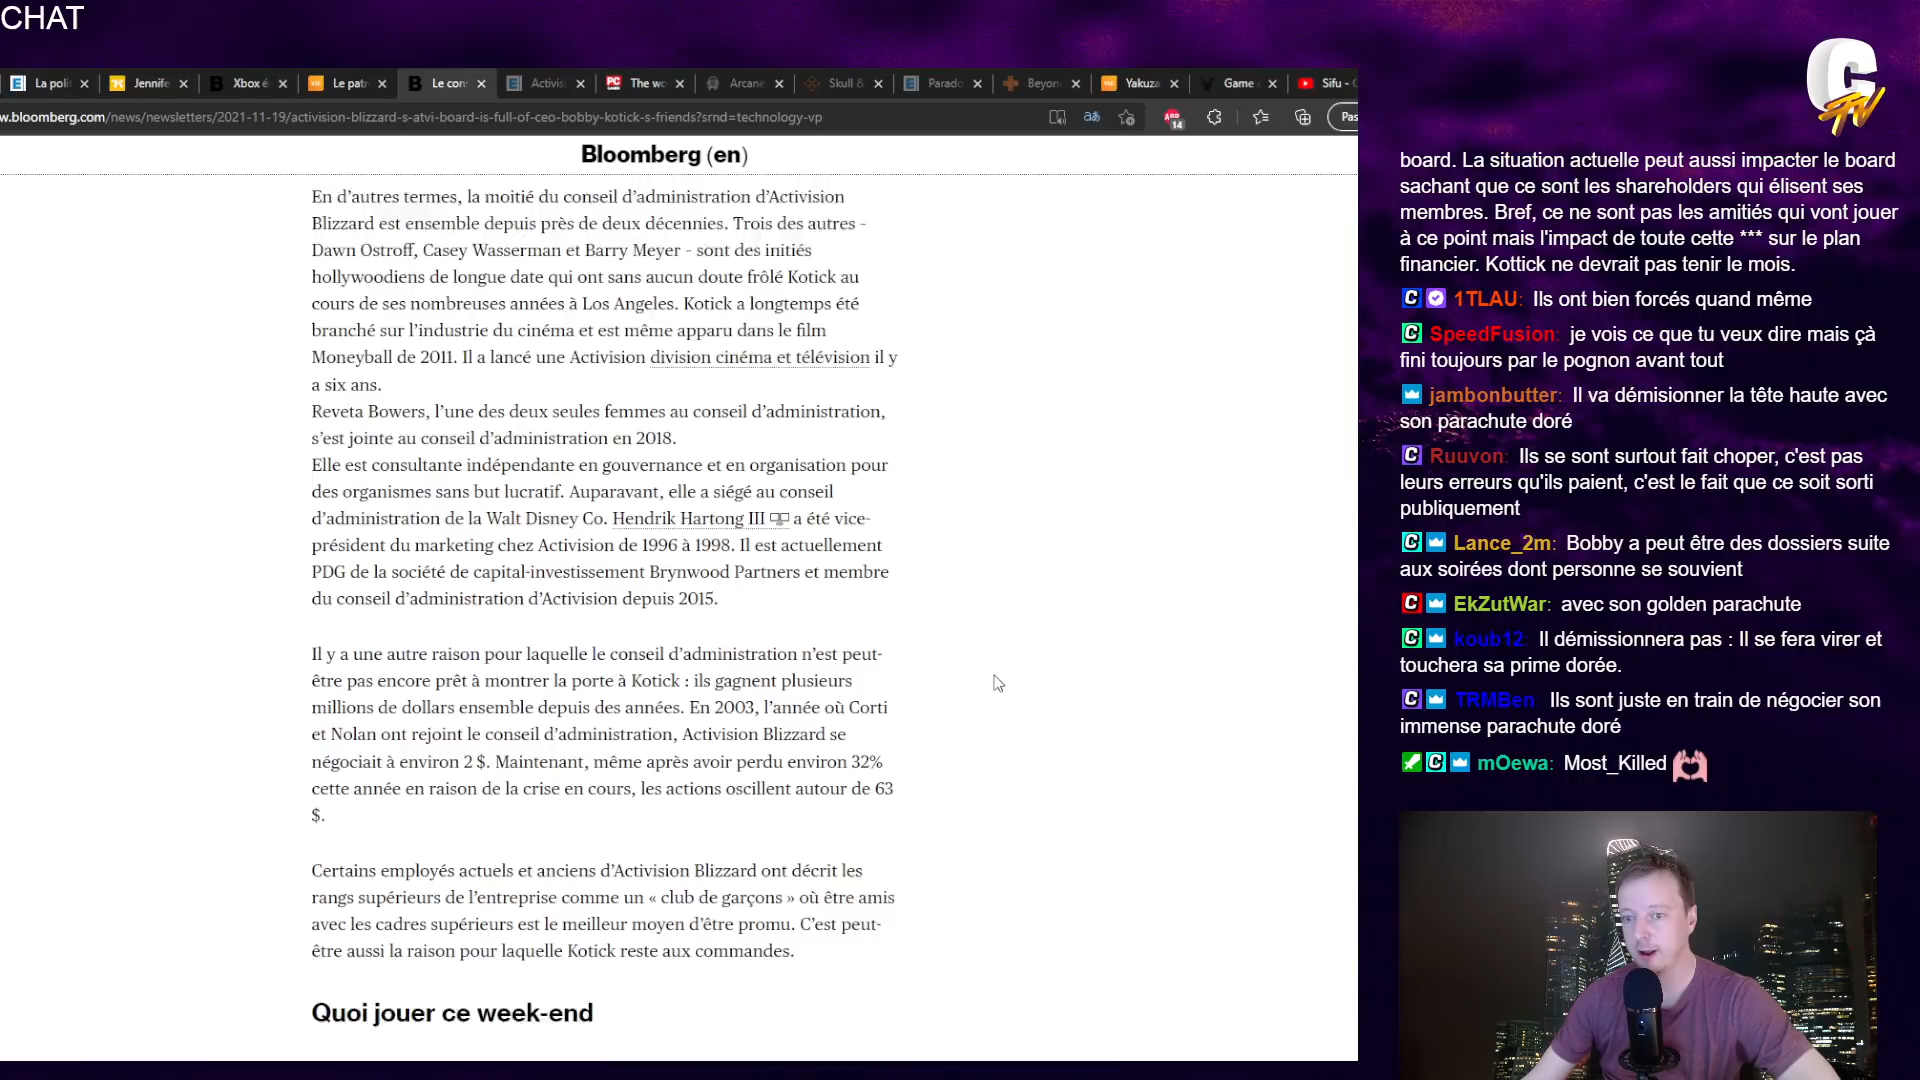 CHAT
La poli
Jennife
Xbox é
Le patr
Le con
Activis
The wo
Arcane
Skull &
Parado
Beyon
Yakuza
Game
Sifu -
w.bloomberg.com/news/newsletters/2021-11-19/activision-blizzard-s-atvi-board-is-full-of-ceo-bobby-kotick-s-friends?srnd=technology-vp
14
Pas
Bloomberg (en)
En d’autres termes, la moitié du conseil d’administration d’Activision
Blizzard est ensemble depuis près de deux décennies. Trois des autres -
Dawn Ostroff, Casey Wasserman et Barry Meyer - sont des initiés
hollywoodiens de longue date qui ont sans aucun doute frôlé Kotick au
cours de ses nombreuses années à Los Angeles. Kotick a longtemps été
branché sur l’industrie du cinéma et est même apparu dans le film
Moneyball de 2011. Il a lancé une Activision division cinéma et télévision il y
a six ans.
Reveta Bowers, l’une des deux seules femmes au conseil d’administration,
s’est jointe au conseil d’administration en 2018.
Elle est consultante indépendante en gouvernance et en organisation pour
des organismes sans but lucratif. Auparavant, elle a siégé au conseil
d’administration de la Walt Disney Co. Hendrik Hartong III a été vice-
président du marketing chez Activision de 1996 à 1998. Il est actuellement
PDG de la société de capital-investissement Brynwood Partners et membre
du conseil d’administration d’Activision depuis 2015.
Il y a une autre raison pour laquelle le conseil d’administration n’est peut-
être pas encore prêt à montrer la porte à Kotick : ils gagnent plusieurs
millions de dollars ensemble depuis des années. En 2003, l’année où Corti
et Nolan ont rejoint le conseil d’administration, Activision Blizzard se
négociait à environ 2 $. Maintenant, même après avoir perdu environ 32%
cette année en raison de la crise en cours, les actions oscillent autour de 63
$.
Certains employés actuels et anciens d’Activision Blizzard ont décrit les
rangs supérieurs de l’entreprise comme un « club de garçons » où être amis
avec les cadres supérieurs est le meilleur moyen d’être promu. C’est peut-
être aussi la raison pour laquelle Kotick reste aux commandes.
Quoi jouer ce week-end
C TV
board. La situation actuelle peut aussi impacter le board
sachant que ce sont les shareholders qui élisent ses
membres. Bref, ce ne sont pas les amitiés qui vont jouer
à ce point mais l'impact de toute cette *** sur le plan
financier. Kottick ne devrait pas tenir le mois.
1TLAU: Ils ont bien forcés quand même
SpeedFusion: je vois ce que tu veux dire mais çà
fini toujours par le pognon avant tout
jambonbutter: Il va démisionner la tête haute avec
son parachute doré
Ruuvon: Ils se sont surtout fait choper, c'est pas
leurs erreurs qu'ils paient, c'est le fait que ce soit sorti
publiquement
Lance_2m: Bobby a peut être des dossiers suite
aux soirées dont personne se souvient
EkZutWar: avec son golden parachute
koub12: Il démissionnera pas : Il se fera virer et
touchera sa prime dorée.
TRMBen: Ils sont juste en train de négocier son
immense parachute doré
mOewa: Most_Killed